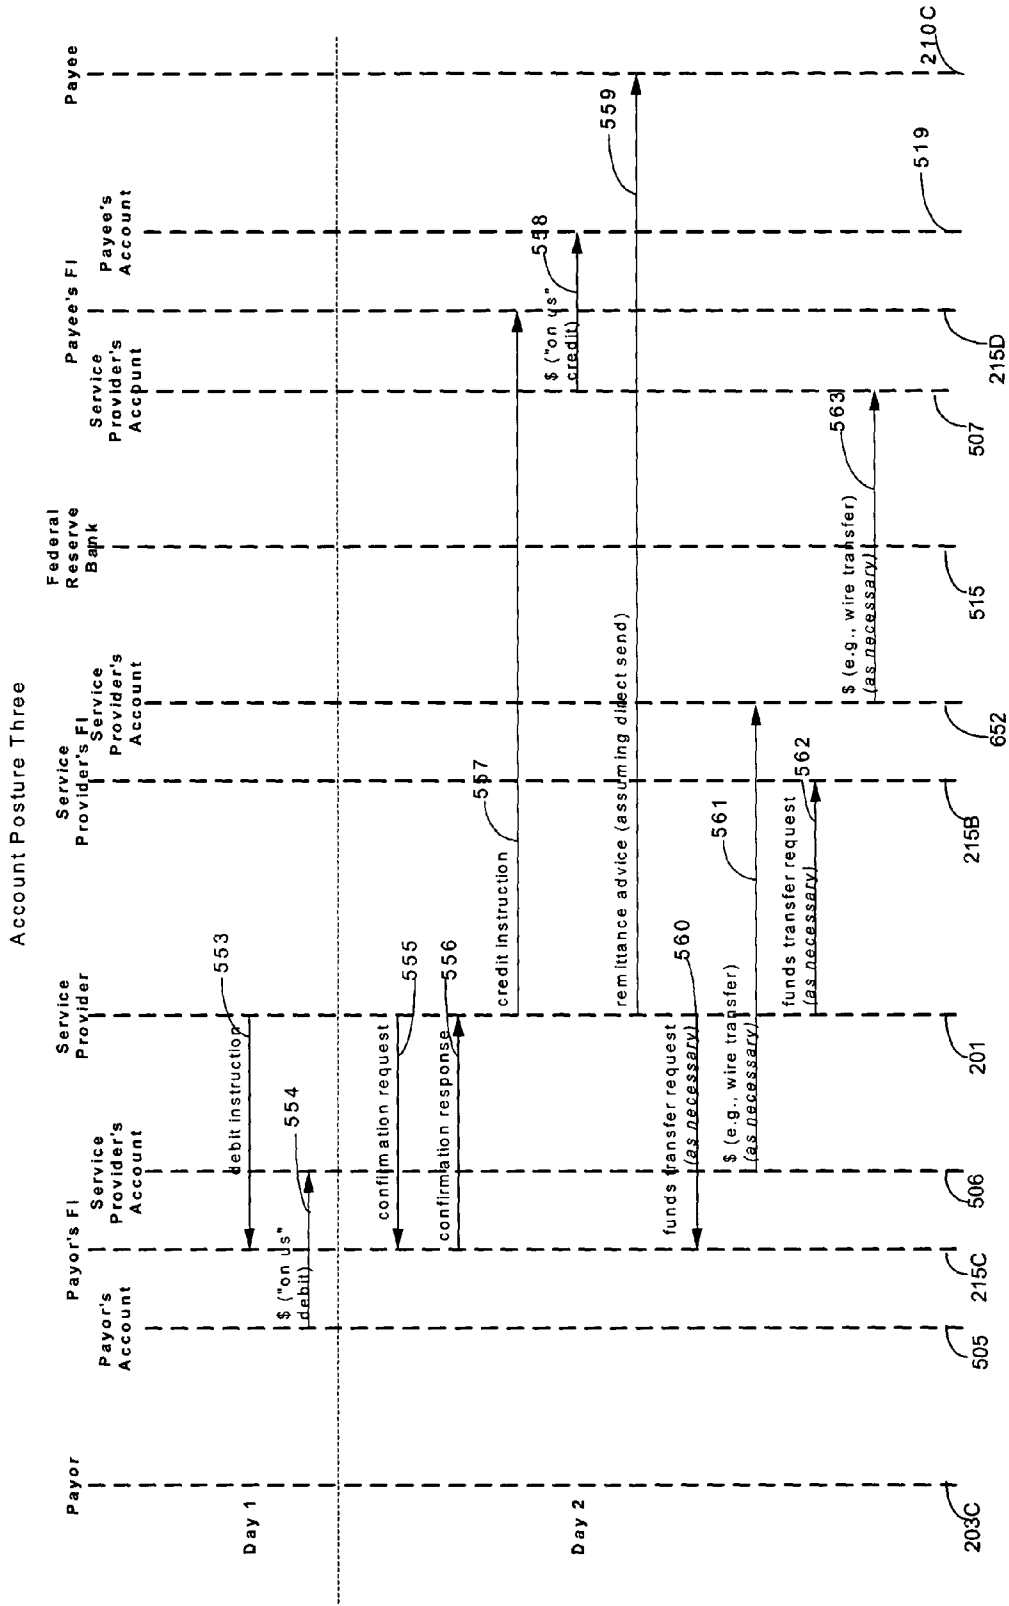 Account Posture Three
Payor
Payor's
Account
Payor's FI
Service
Provider's
Account
Service
Provider
Service
Provider's FI
Service
Provider's
Account
Federal
Reserve
Bank
Service
Provider's
Account
Payee's FI
Payee's
Account
Payee
Day 1
debit instruction
553
$ ("on us"
debit)
554
Day 2
confirmation request
555
confirmation response
556
credit instruction
557
$ ("on us"
credit)
558
remittance advice (assuming direct send)
559
funds transfer request
(as necessary)
560
$ (e.g., wire transfer)
(as necessary)
561
funds transfer request
(as necessary)
562
$ (e.g., wire transfer)
(as necessary)
563
203C
505
215C
506
201
215B
652
515
507
215D
519
210C